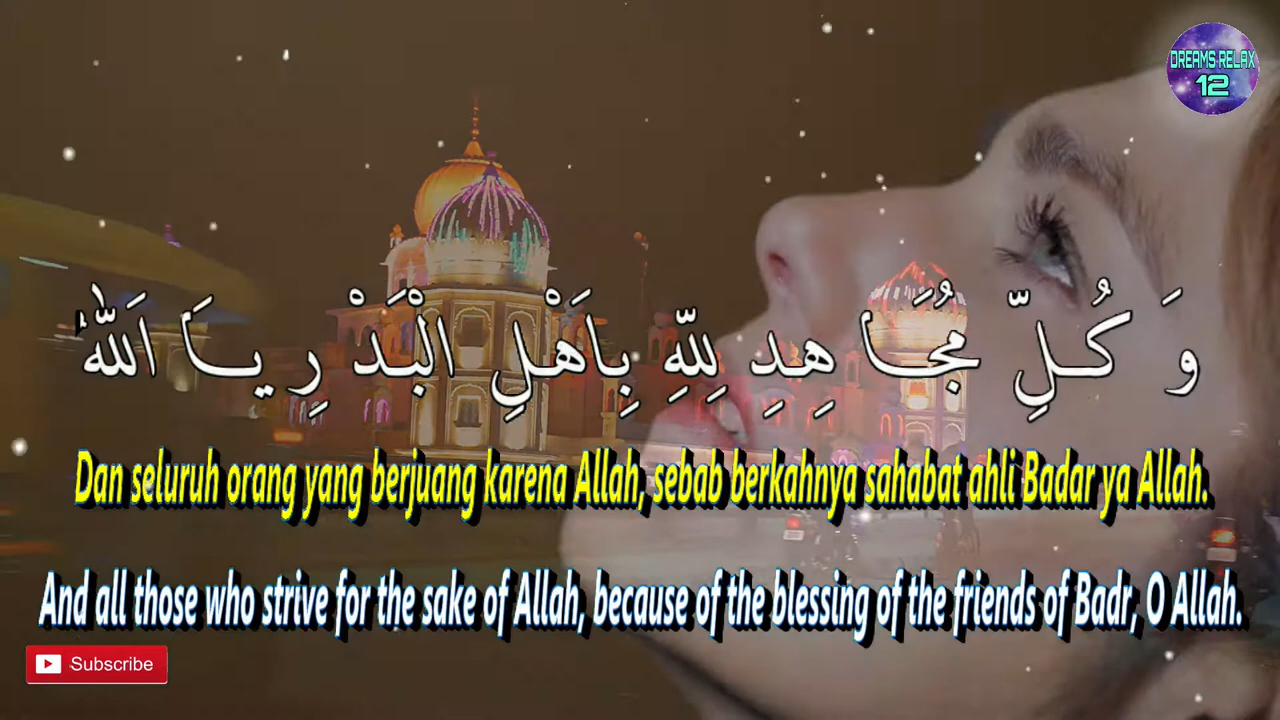 DREAMS RELAX
12
وَ كُلِّ مُجَا هِدِ لِلّهِ بِاَهْلِ الْبَدْ رِ يَا اَللّٰهُ
Dan seluruh orang yang berjuang karena Allah, sebab berkahnya sahabat ahli Badar ya Allah.
And all those who strive for the sake of Allah, because of the blessing of the friends of Badr, O Allah.
Subscribe